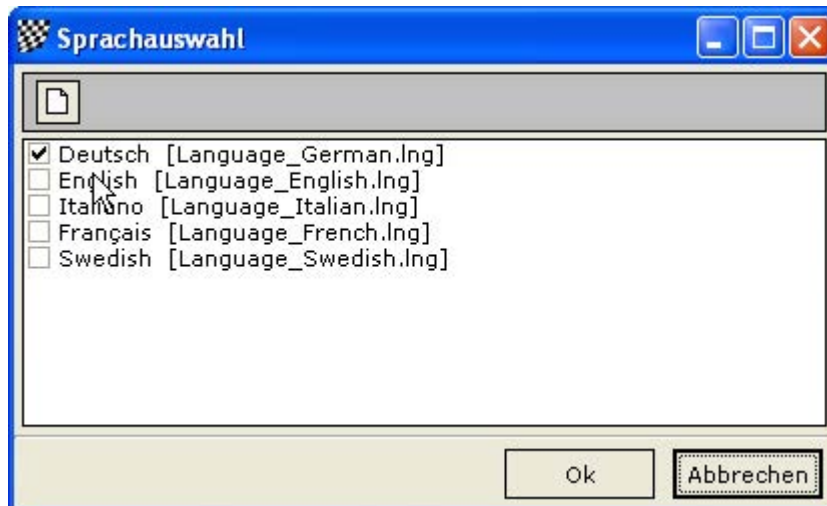 Sprachauswahl
Deutsch [Language_German.lng]
English [Language_English.lng]
Italiano [Language_Italian.lng]
Français [Language_French.lng]
Swedish [Language_Swedish.lng]
Ok
Abbrechen